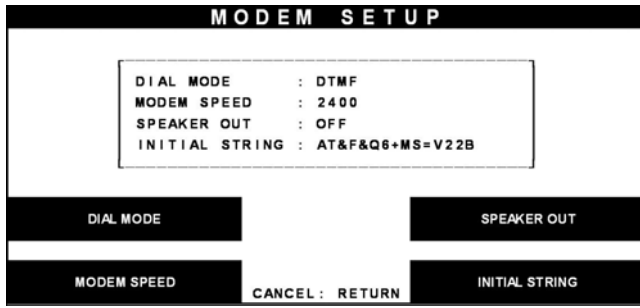 MODEM SETUP
DIAL MODE : DTMF
MODEM SPEED : 2400
SPEAKER OUT : OFF
INITIAL STRING : AT&F&Q6+MS=V22B
DIAL MODE
SPEAKER OUT
MODEM SPEED
CANCEL: RETURN
INITIAL STRING